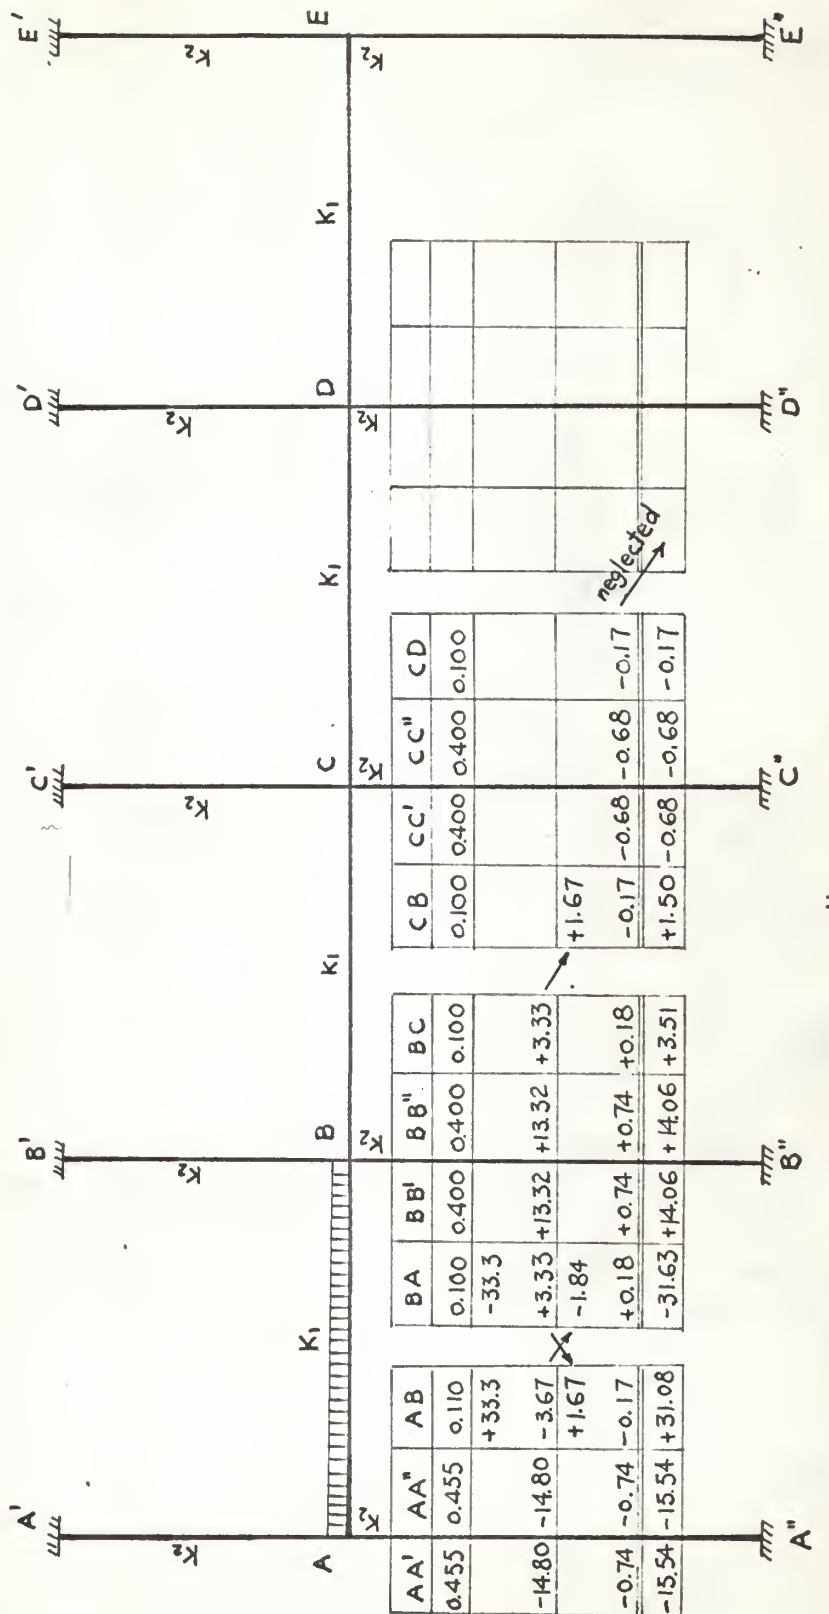 A' B' C' D' E'
K₂ K₂ K₂ K₂ K₂
A K₁ B K₁ C K₁ D K₁ E
K₂ K₂ K₂ K₂ K₂
AA' AA" AB BA BB' BB" BC CB CC' CC" CD
0.455 0.455 0.110 0.100 0.400 0.400 0.100 0.100 0.400 0.400 0.100
+33.3 -33.3
-14.80 -14.80 -3.67 +3.33 +13.32 +13.32 +3.33
+1.67 -1.84 +1.67
-0.74 -0.74 -0.17 +0.18 +0.74 +0.74 +0.18 -0.17 -0.68 -0.68 -0.17
neglected
-15.54 -15.54 +31.08 -31.63 +14.06 +14.06 +3.51 +1.50 -0.68 -0.68 -0.17
A" B" C" D" E"